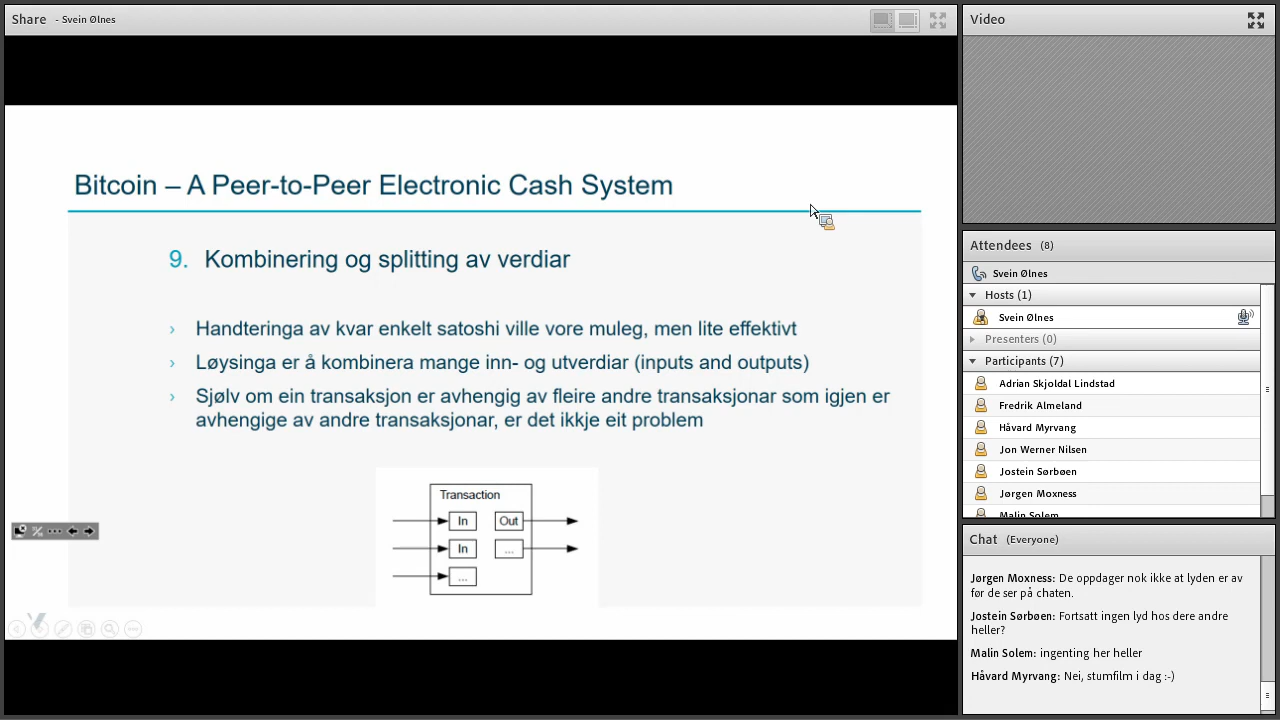 Share - Svein Ølnes
Bitcoin – A Peer-to-Peer Electronic Cash System
9. Kombinering og splitting av verdiar
› Handteringa av kvar enkelt satoshi ville vore muleg, men lite effektivt
› Løysinga er å kombinera mange inn- og utverdiar (inputs and outputs)
› Sjølv om ein transaksjon er avhengig av fleire andre transaksjonar som igjen er
avhengige av andre transaksjonar, er det ikkje eit problem
Transaction
In Out
In ...
...
Video
Attendees (8)
Svein Ølnes
Hosts (1)
Svein Ølnes
Presenters (0)
Participants (7)
Adrian Skjoldal Lindstad
Fredrik Almeland
Håvard Myrvang
Jon Werner Nilsen
Jostein Sørbøen
Jørgen Moxness
Malin Solem
Chat (Everyone)
Jørgen Moxness: De oppdager nok ikke at lyden er av
før de ser på chaten.
Jostein Sørbøen: Fortsatt ingen lyd hos dere andre
heller?
Malin Solem: ingenting her heller
Håvard Myrvang: Nei, stumfilm i dag :-)